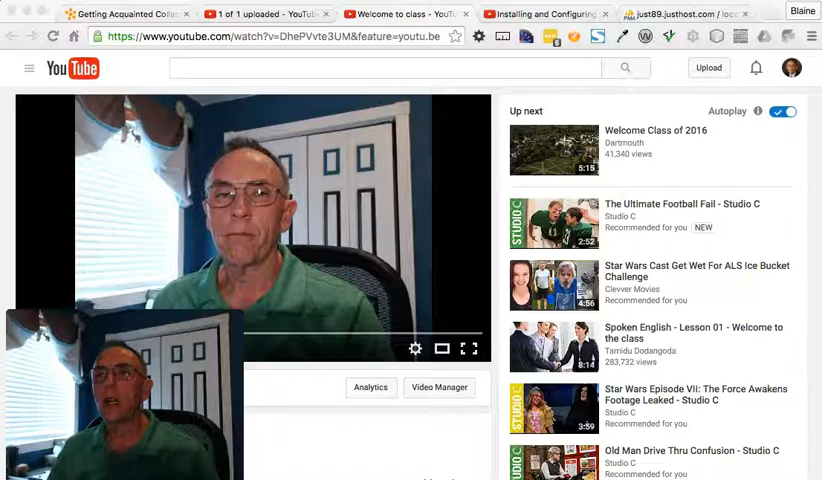 Getting Acquainted Colla
1 of 1 uploaded - YouTube
Welcome to class - YouTu
Installing and Configuring
just89.justhost.com / loca
Blaine
https://www.youtube.com/watch?v=DhePVvte3UM&feature=youtu.be
YouTube
Upload
Up next
Autoplay
Welcome Class of 2016
Dartmouth
41,340 views
5:15
The Ultimate Football Fail - Studio C
Studio C
Recommended for you NEW
STUDIO C
2:52
Star Wars Cast Get Wet For ALS Ice Bucket
Challenge
Clevver Movies
Recommended for you
4:56
Spoken English - Lesson 01 - Welcome to
the class
Tamidu Dodangoda
283,732 views
8:14
Star Wars Episode VII: The Force Awakens
Footage Leaked - Studio C
Studio C
Recommended for you
STUDIO C
3:59
Old Man Drive Thru Confusion - Studio C
Studio C
Recommended for you
Analytics
Video Manager